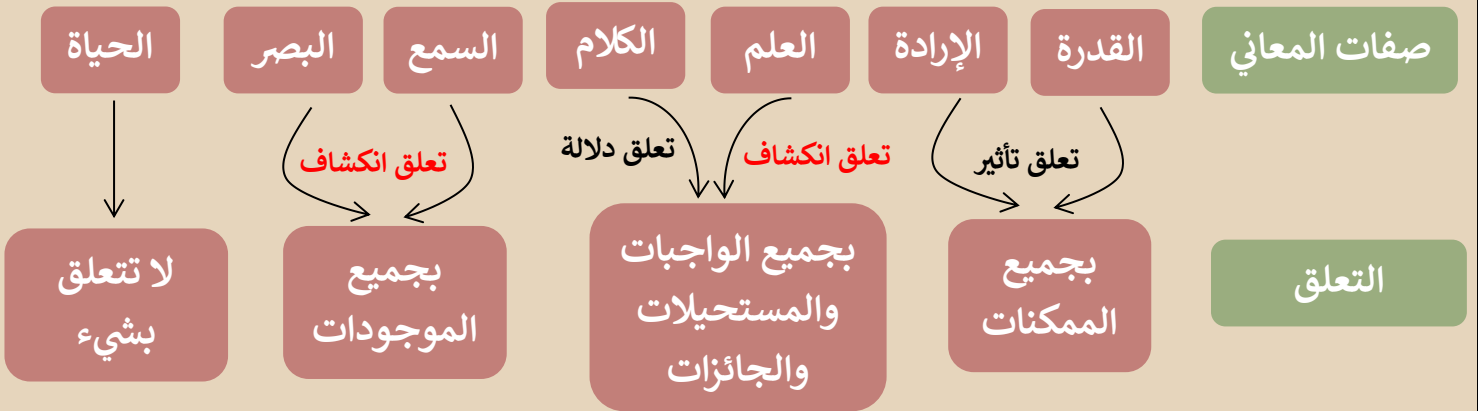 صفات المعاني
القدرة
الإرادة
العلم
الكلام
السمع
البصر
الحياة
تعلق تأثير
تعلق انكشاف
تعلق دلالة
تعلق انكشاف
التعلق
بجميع
الممكنات
بجميع الواجبات
والمستحيلات
والجائزات
بجميع
الموجودات
لا تتعلق
بشيء